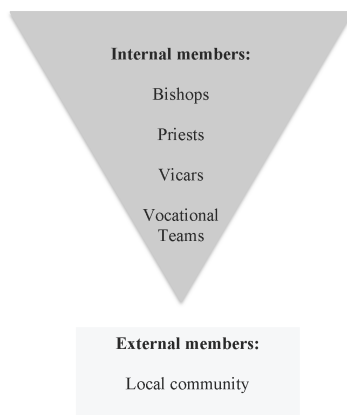 Internal members:
Bishops
Priests
Vicars
Vocational
Teams
External members:
Local community